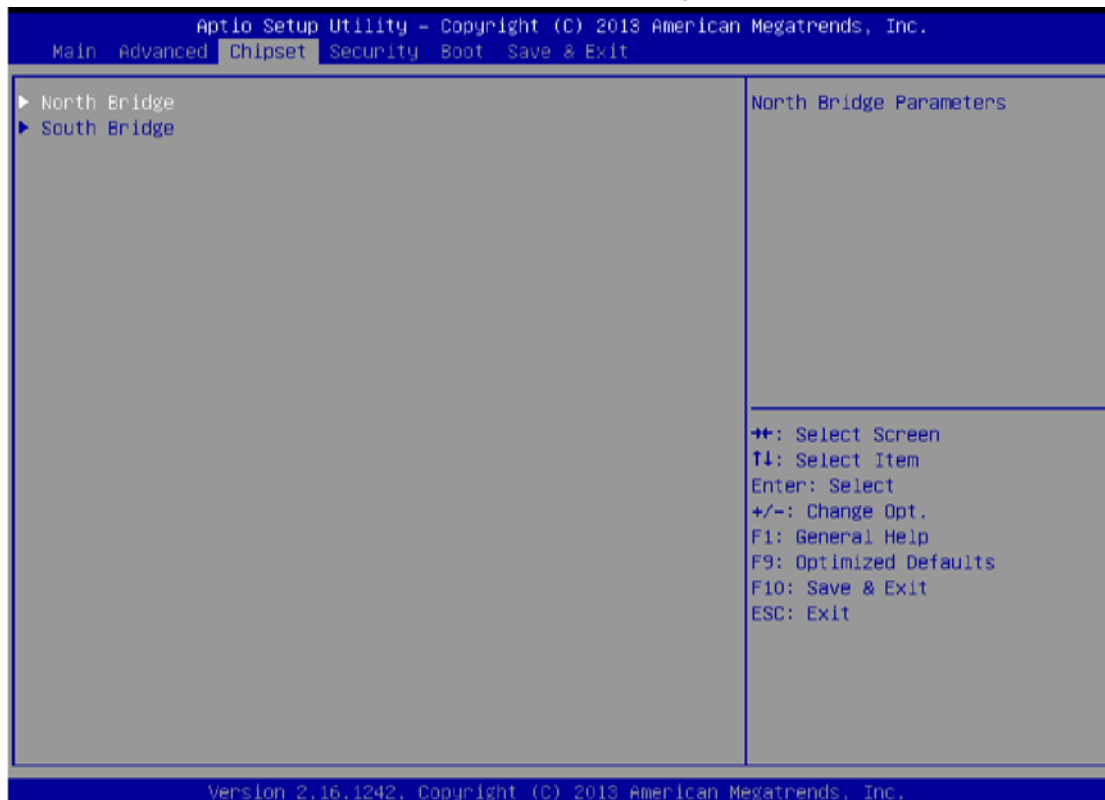 Aptio Setup Utility – Copyright (C) 2013 American Megatrends, Inc.
Main Advanced Chipset Security Boot Save & Exit
▶ North Bridge
▶ South Bridge
North Bridge Parameters
→←: Select Screen
↑↓: Select Item
Enter: Select
+/-: Change Opt.
F1: General Help
F9: Optimized Defaults
F10: Save & Exit
ESC: Exit
Version 2.16.1242. Copyright (C) 2013 American Megatrends, Inc.